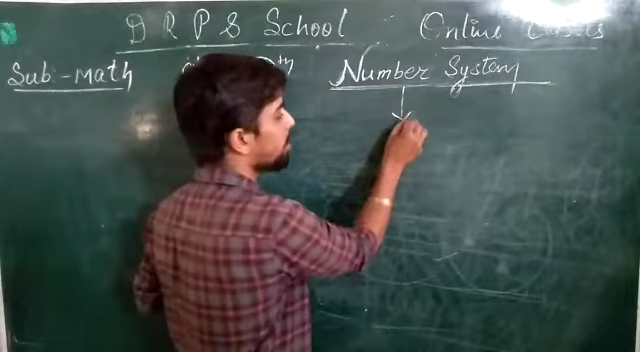 D R P S School Online Classes
Sub:-Math Number System